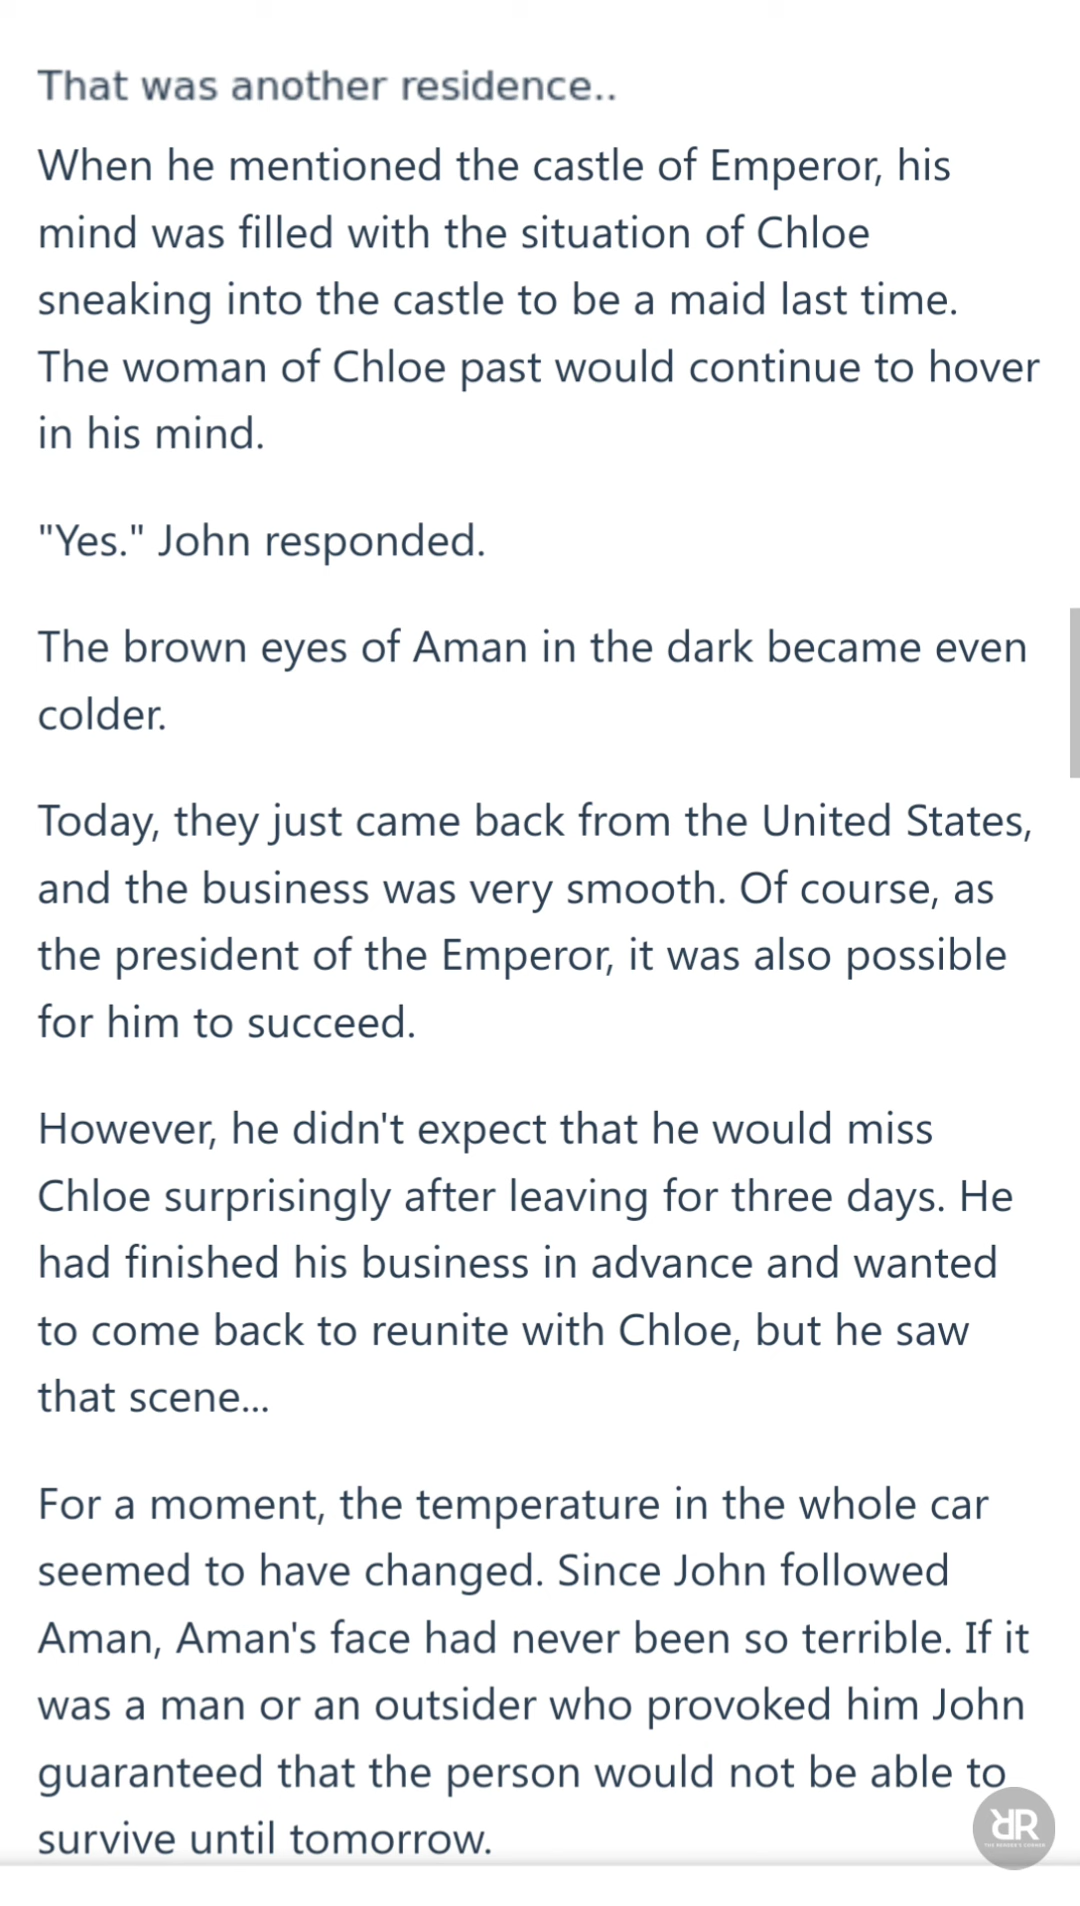 That was another residence..
When he mentioned the castle of Emperor, his
mind was filled with the situation of Chloe
sneaking into the castle to be a maid last time.
The woman of Chloe past would continue to hover
in his mind.
"Yes." John responded.
The brown eyes of Aman in the dark became even
colder.
Today, they just came back from the United States,
and the business was very smooth. Of course, as
the president of the Emperor, it was also possible
for him to succeed.
However, he didn't expect that he would miss
Chloe surprisingly after leaving for three days. He
had finished his business in advance and wanted
to come back to reunite with Chloe, but he saw
that scene...
For a moment, the temperature in the whole car
seemed to have changed. Since John followed
Aman, Aman's face had never been so terrible. If it
was a man or an outsider who provoked him John
guaranteed that the person would not be able to
survive until tomorrow.
THE READER'S CORNER